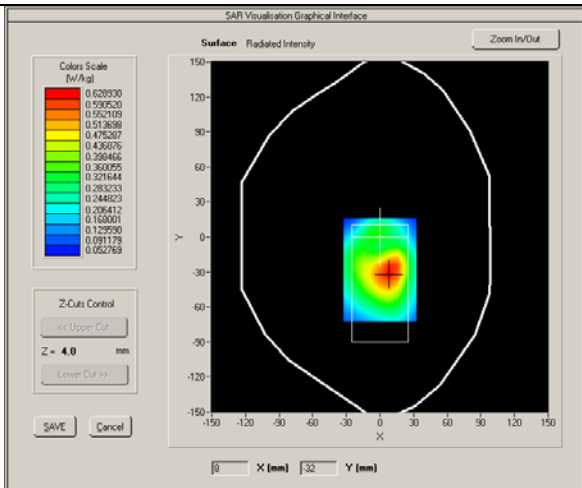 SAR Visualisation Graphical Interface
Surface Radiated Intensity
Zoom In/Out
Colors Scale
(W/kg)
0.628930
0.590520
0.552109
0.513698
0.475287
0.436876
0.398466
0.360055
0.321644
0.283233
0.244823
0.206412
0.168001
0.129590
0.091179
0.052769
Z-Cuts Control
<< Upper Cut
Z = 4.0 mm
Lower Cut >>
SAVE
Cancel
150
120
90
60
30
0
-30
-60
-90
-120
-150
Y
-150 -120 -90 -60 -30 0 30 60 90 120 150
X
8 X (mm) -32 Y (mm)